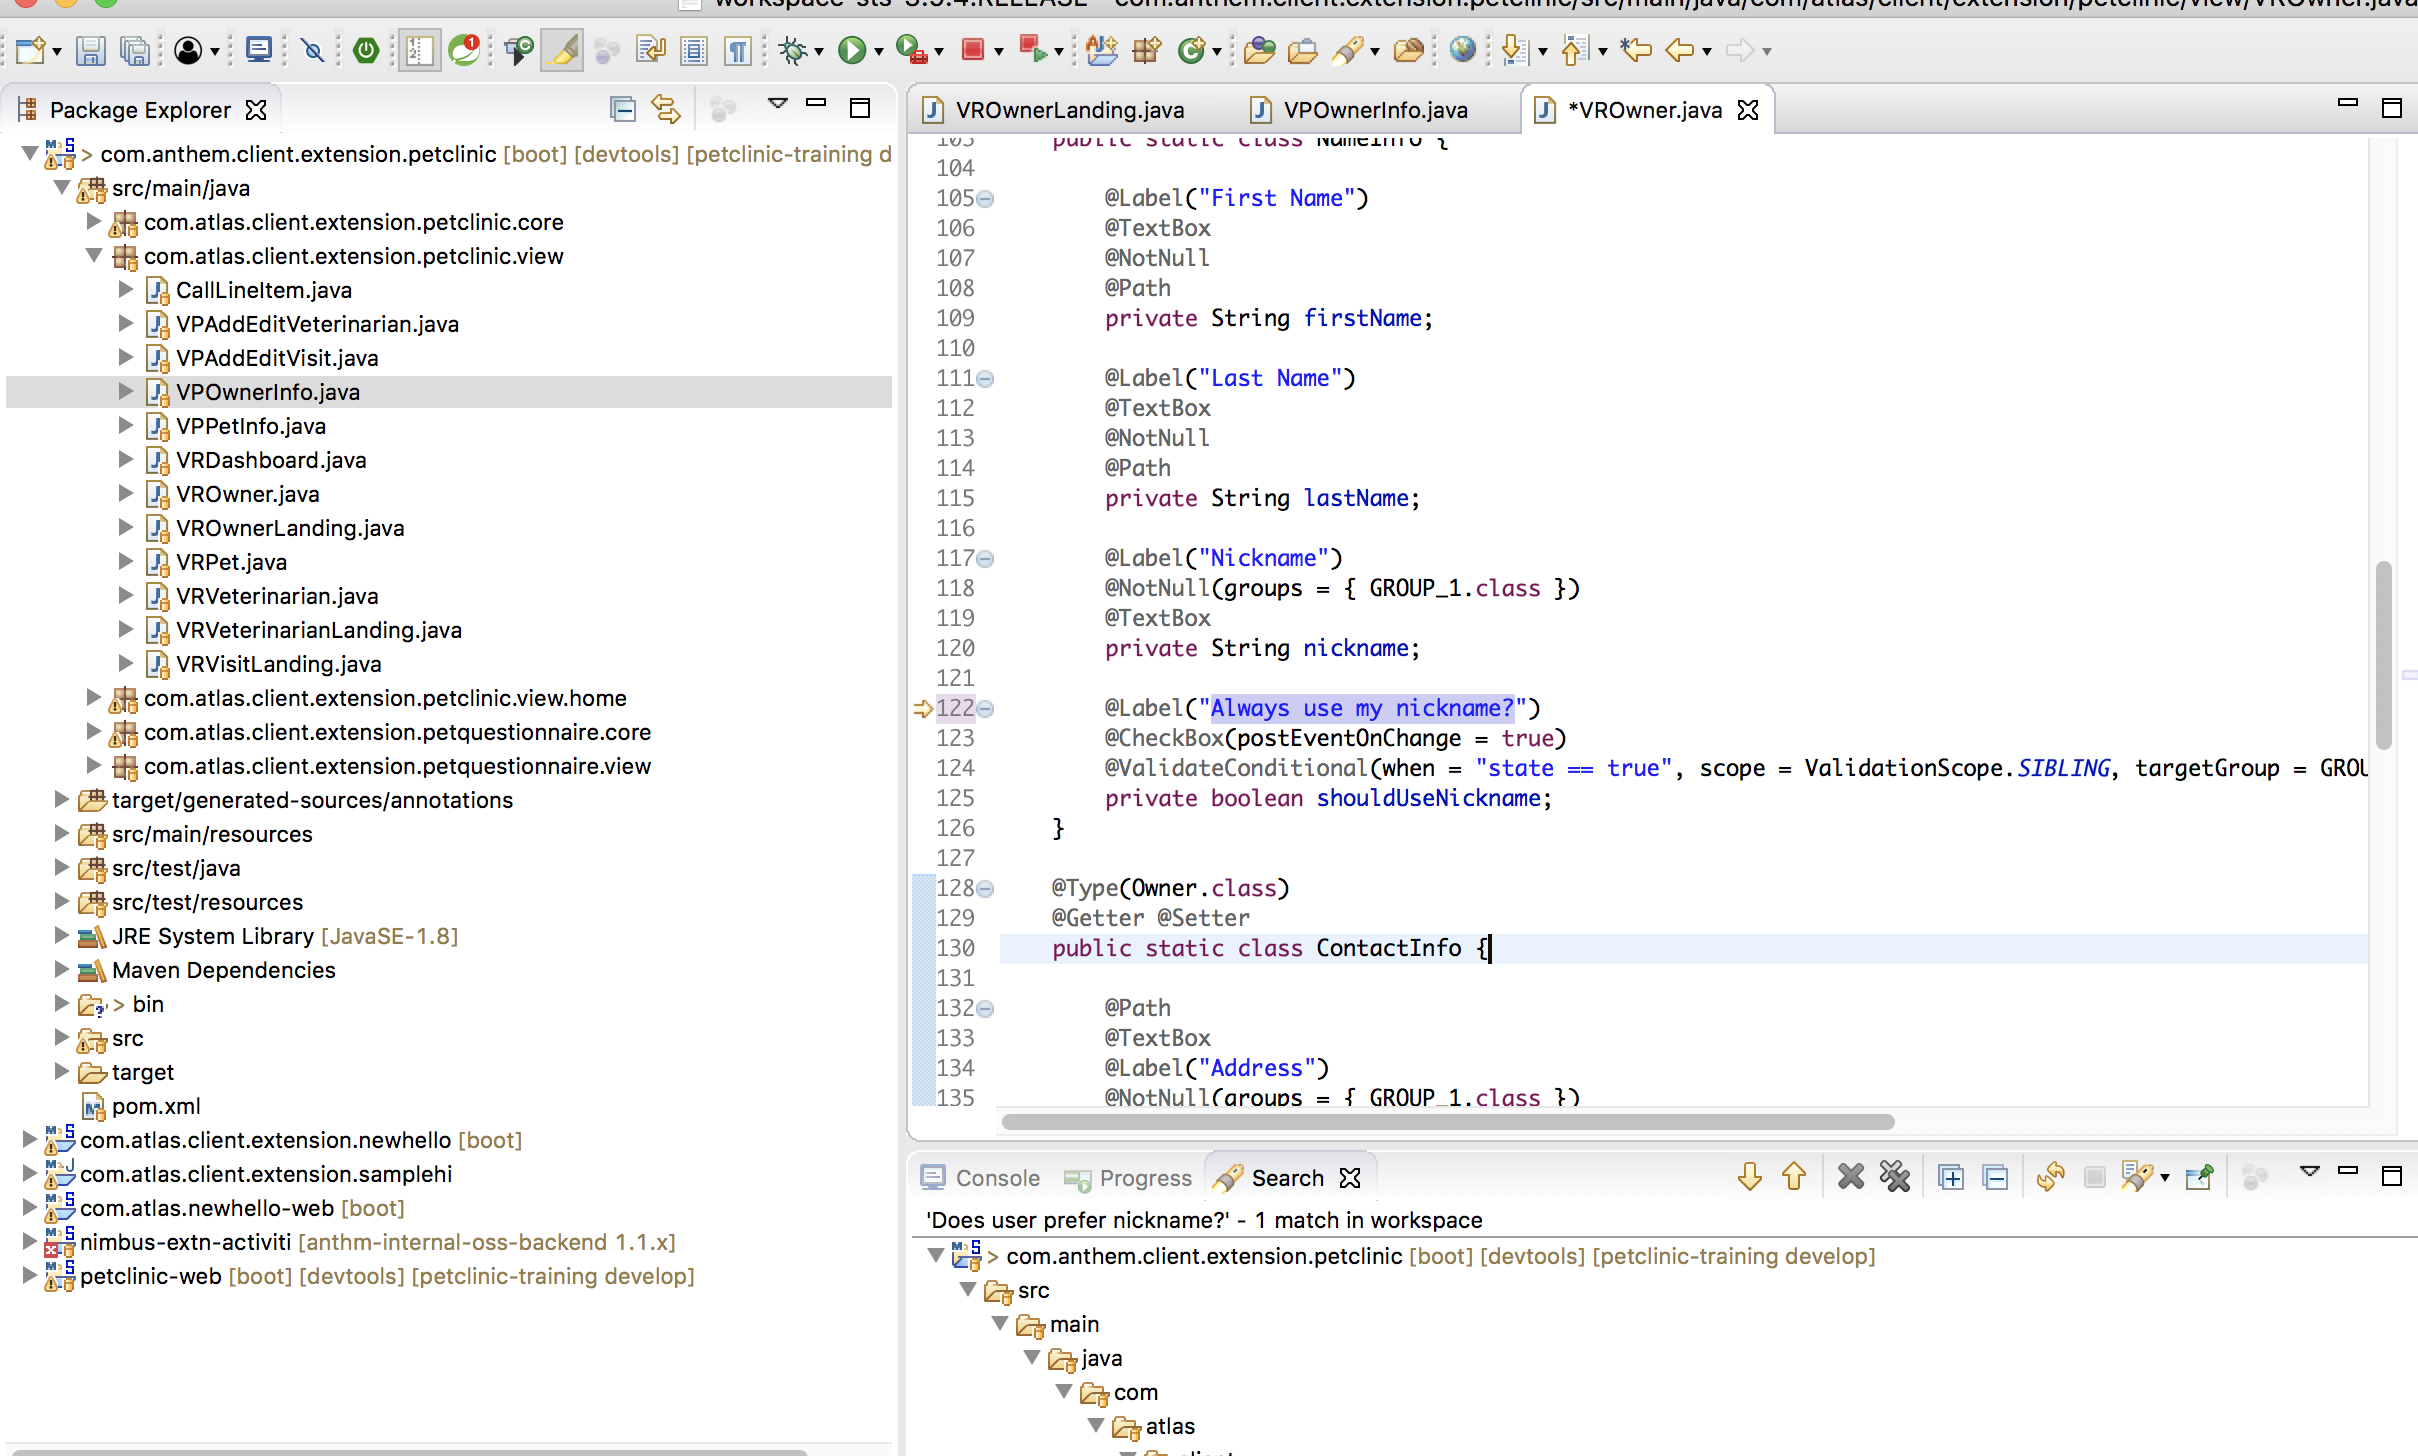 workspace-sts-3.9.4.RELEASE - com.anthem.client.extension.petclinic/src/main/java/com/atlas/client/extension/petclinic/view/VROwner.java
Package Explorer
> com.anthem.client.extension.petclinic [boot] [devtools] [petclinic-training d
src/main/java
com.atlas.client.extension.petclinic.core
com.atlas.client.extension.petclinic.view
CallLineItem.java
VPAddEditVeterinarian.java
VPAddEditVisit.java
VPOwnerInfo.java
VPPetInfo.java
VRDashboard.java
VROwner.java
VROwnerLanding.java
VRPet.java
VRVeterinarian.java
VRVeterinarianLanding.java
VRVisitLanding.java
com.atlas.client.extension.petclinic.view.home
com.atlas.client.extension.petquestionnaire.core
com.atlas.client.extension.petquestionnaire.view
target/generated-sources/annotations
src/main/resources
src/test/java
src/test/resources
JRE System Library [JavaSE-1.8]
Maven Dependencies
> bin
src
target
pom.xml
com.atlas.client.extension.newhello [boot]
com.atlas.client.extension.samplehi
com.atlas.newhello-web [boot]
nimbus-extn-activiti [anthm-internal-oss-backend 1.1.x]
petclinic-web [boot] [devtools] [petclinic-training develop]
VROwnerLanding.java VPOwnerInfo.java *VROwner.java
103 public static class NameInfo {
104
105 @Label("First Name")
106 @TextBox
107 @NotNull
108 @Path
109 private String firstName;
110
111 @Label("Last Name")
112 @TextBox
113 @NotNull
114 @Path
115 private String lastName;
116
117 @Label("Nickname")
118 @NotNull(groups = { GROUP_1.class })
119 @TextBox
120 private String nickname;
121
122 @Label("Always use my nickname?")
123 @CheckBox(postEventOnChange = true)
124 @ValidateConditional(when = "state == true", scope = ValidationScope.SIBLING, targetGroup = GROU
125 private boolean shouldUseNickname;
126 }
127
128 @Type(Owner.class)
129 @Getter @Setter
130 public static class ContactInfo {
131
132 @Path
133 @TextBox
134 @Label("Address")
135 @NotNull(groups = { GROUP_1.class })
Console Progress Search
'Does user prefer nickname?' - 1 match in workspace
> com.anthem.client.extension.petclinic [boot] [devtools] [petclinic-training develop]
src
main
java
com
atlas
client